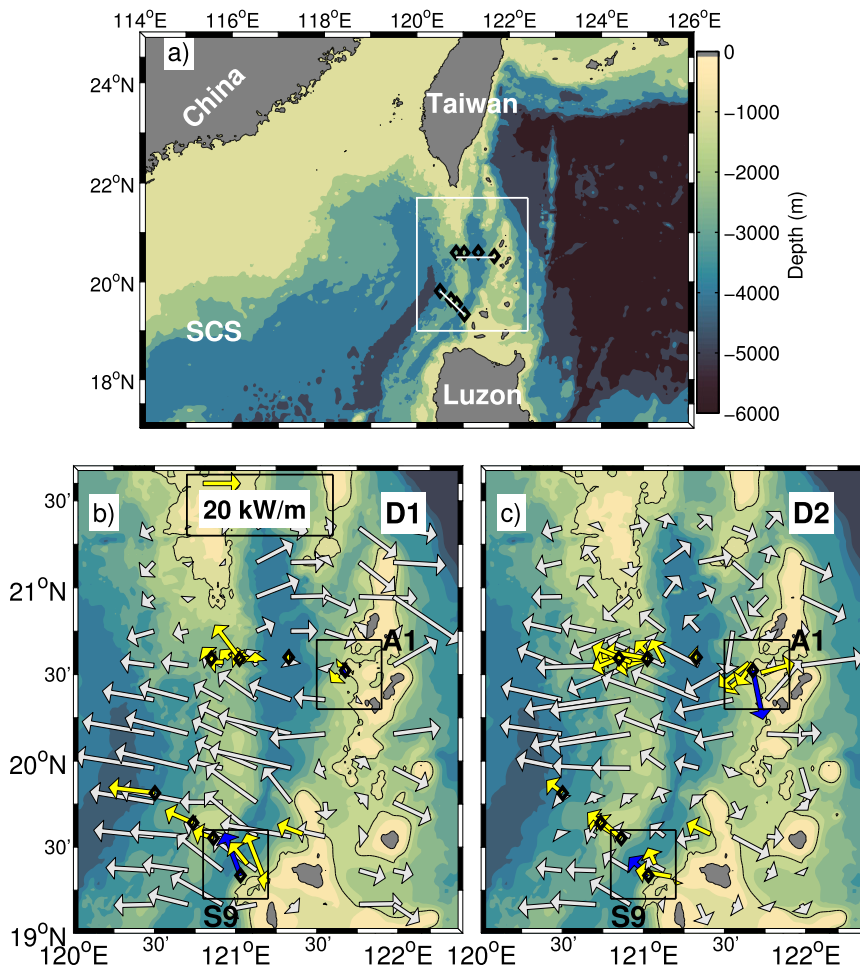 114°E 116°E 118°E 120°E 122°E 124°E 126°E
a)
China
Taiwan
24°N
22°N
20°N
18°N
SCS
Luzon
0
−1000
−2000
−3000
−4000
−5000
−6000
Depth (m)
b)
20 kW/m
D1
A1
S9
c)
D2
A1
S9
30'
21°N
30'
20°N
30'
19°N
120°E 30' 121°E 30' 122°E
120°E 30' 121°E 30' 122°E